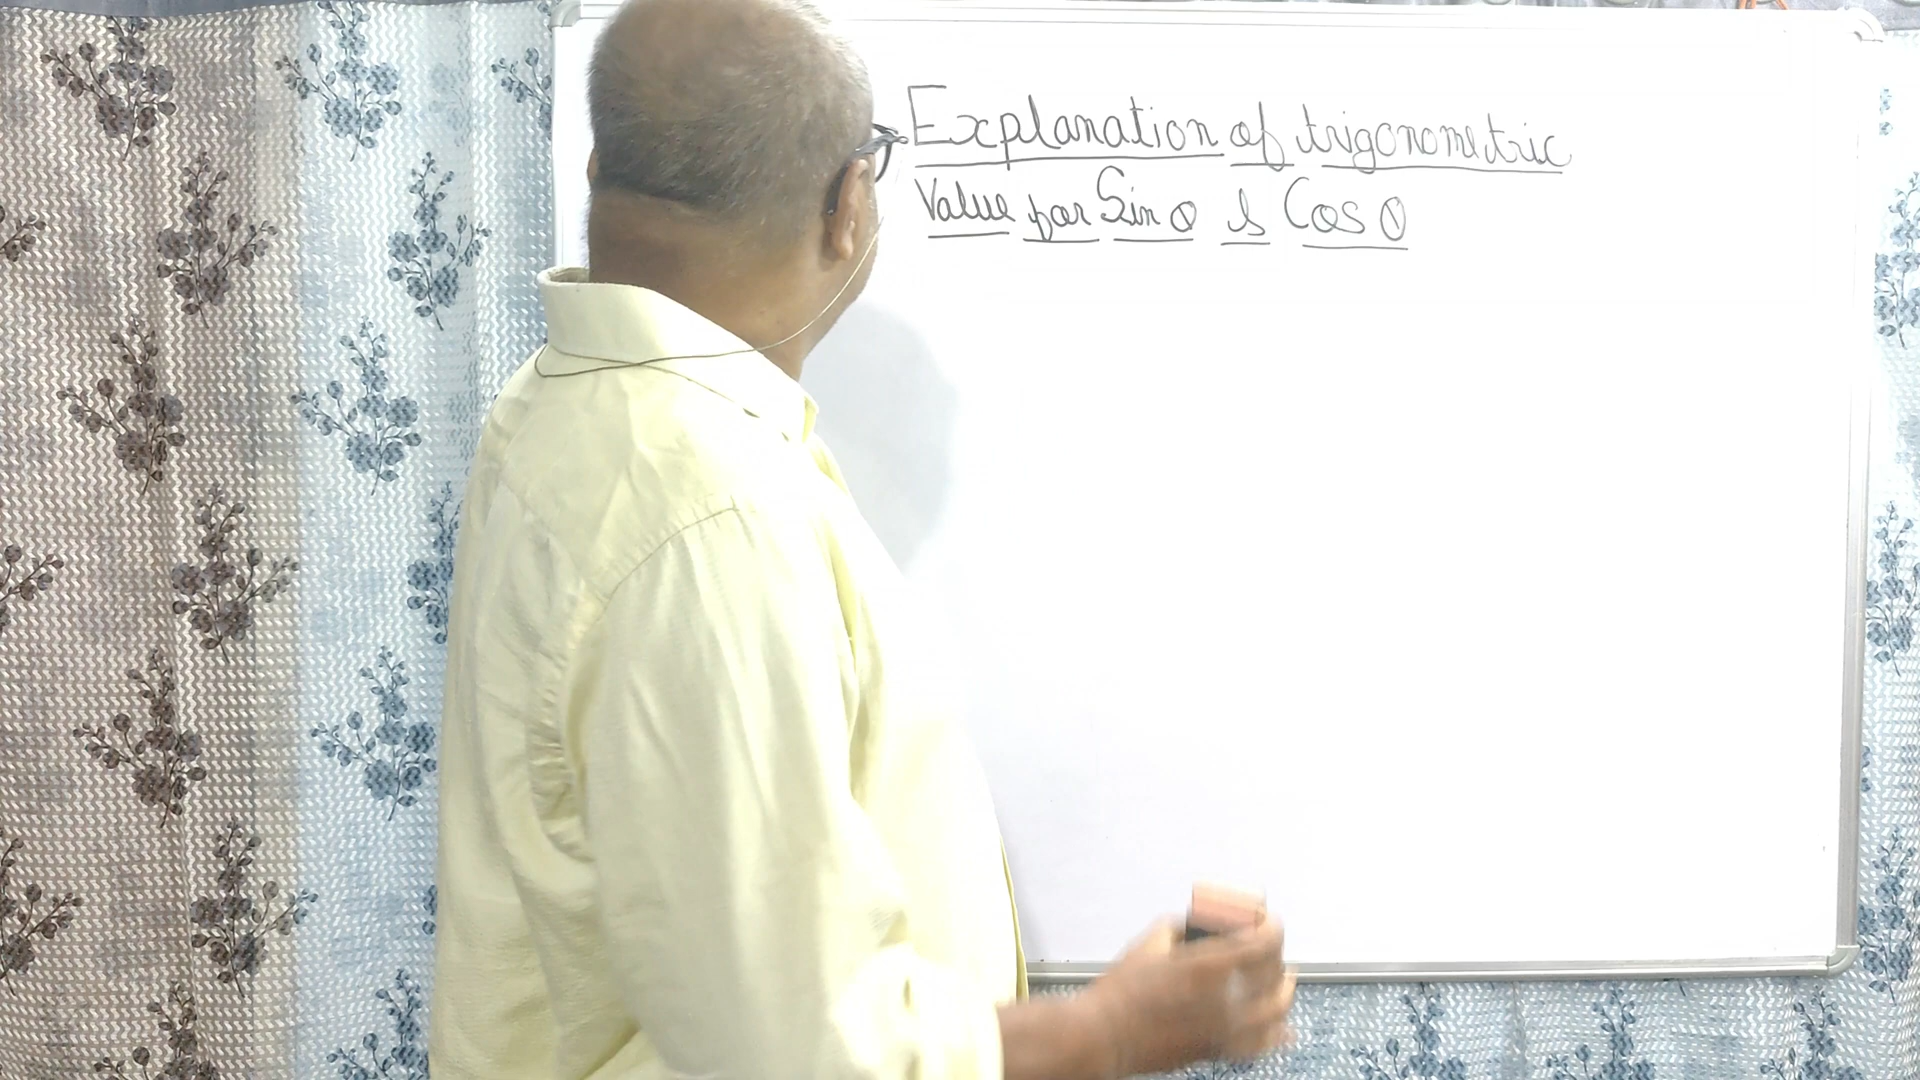 Explanation of trigonometric
Value for Sin θ & Cos θ